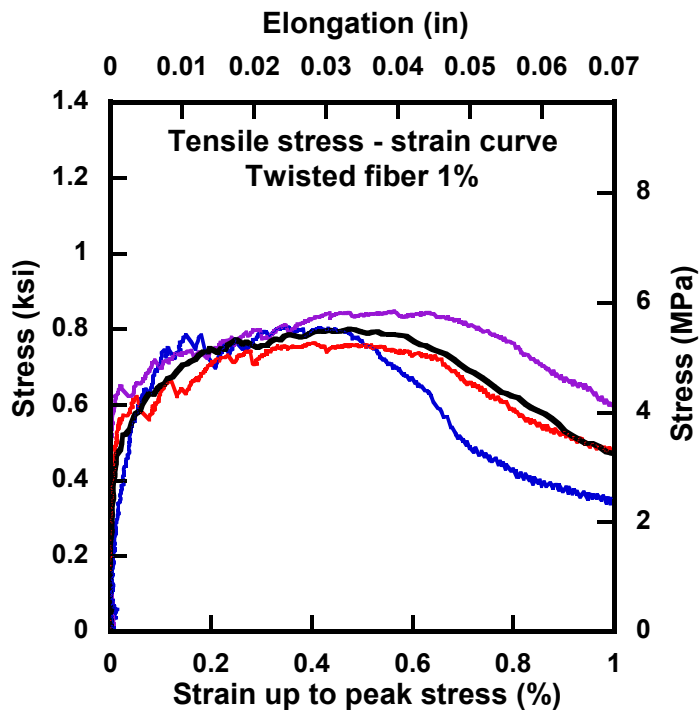 Elongation (in)
0 0.01 0.02 0.03 0.04 0.05 0.06 0.07
Tensile stress - strain curve
Twisted fiber 1%
Stress (ksi)
1.4
1.2
1
0.8
0.6
0.4
0.2
0
Stress (MPa)
8
6
4
2
0
0 0.2 0.4 0.6 0.8 1
Strain up to peak stress (%)